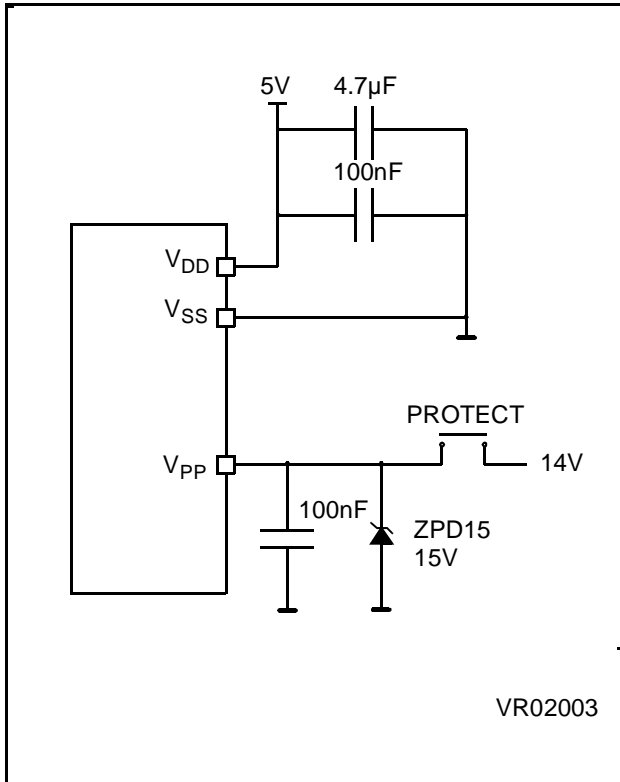 5V 4.7µF
100nF
VDD
VSS
PROTECT
VPP 14V
100nF ZPD15
15V
VR02003